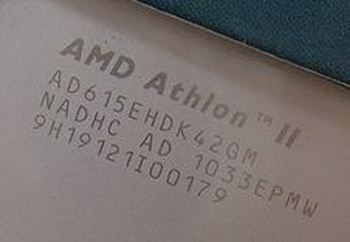 AMD Athlon™ II
AD615EHDK42GM
NADHC AD 1033EPMW
9H19121I00179